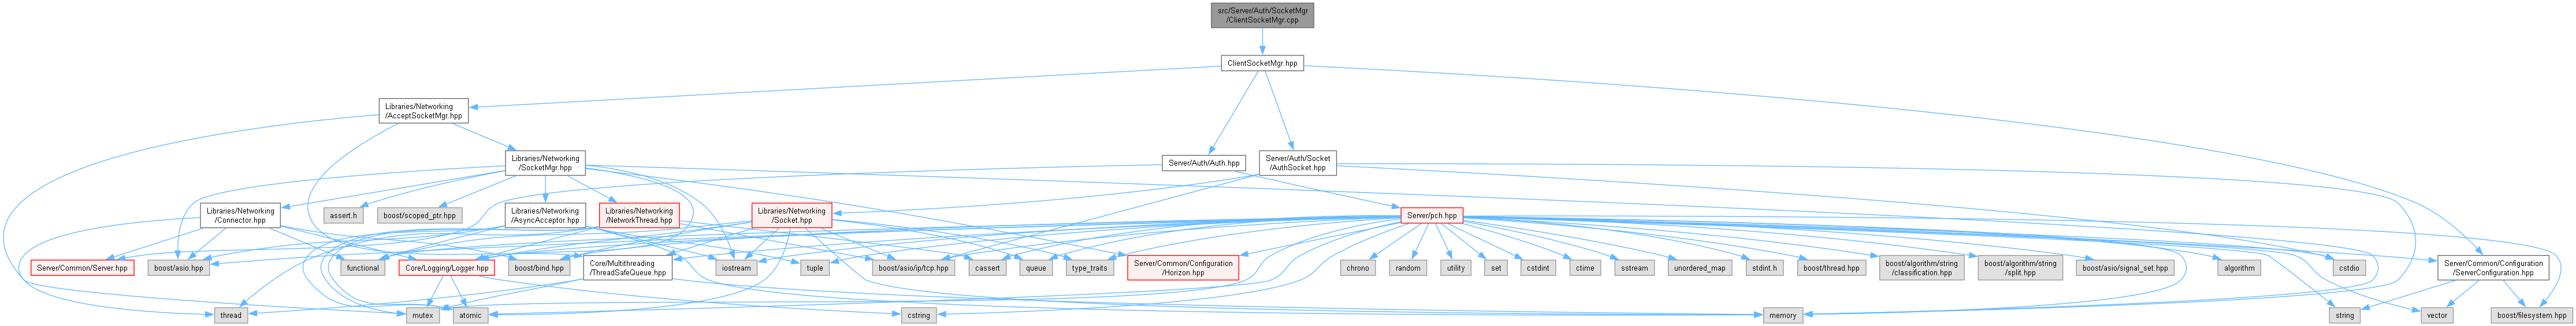 src/Server/Auth/SocketMgr
/ClientSocketMgr.cpp
ClientSocketMgr.hpp
Libraries/Networking
/AcceptSocketMgr.hpp
Libraries/Networking
/SocketMgr.hpp
Server/Auth/Auth.hpp
Server/Auth/Socket
/AuthSocket.hpp
Libraries/Networking
/Connector.hpp
assert.h
boost/scoped_ptr.hpp
Libraries/Networking
/AsyncAcceptor.hpp
Libraries/Networking
/NetworkThread.hpp
Libraries/Networking
/Socket.hpp
Server/pch.hpp
Server/Common/Server.hpp
boost/asio.hpp
functional
Core/Logging/Logger.hpp
boost/bind.hpp
Core/Multithreading
/ThreadSafeQueue.hpp
iostream
tuple
boost/asio/ip/tcp.hpp
cassert
queue
type_traits
Server/Common/Configuration
/Horizon.hpp
chrono
random
utility
set
cstdint
ctime
sstream
unordered_map
stdint.h
boost/thread.hpp
boost/algorithm/string
/classification.hpp
boost/algorithm/string
/split.hpp
boost/asio/signal_set.hpp
algorithm
cstdio
Server/Common/Configuration
/ServerConfiguration.hpp
thread
mutex
atomic
cstring
memory
string
vector
boost/filesystem.hpp